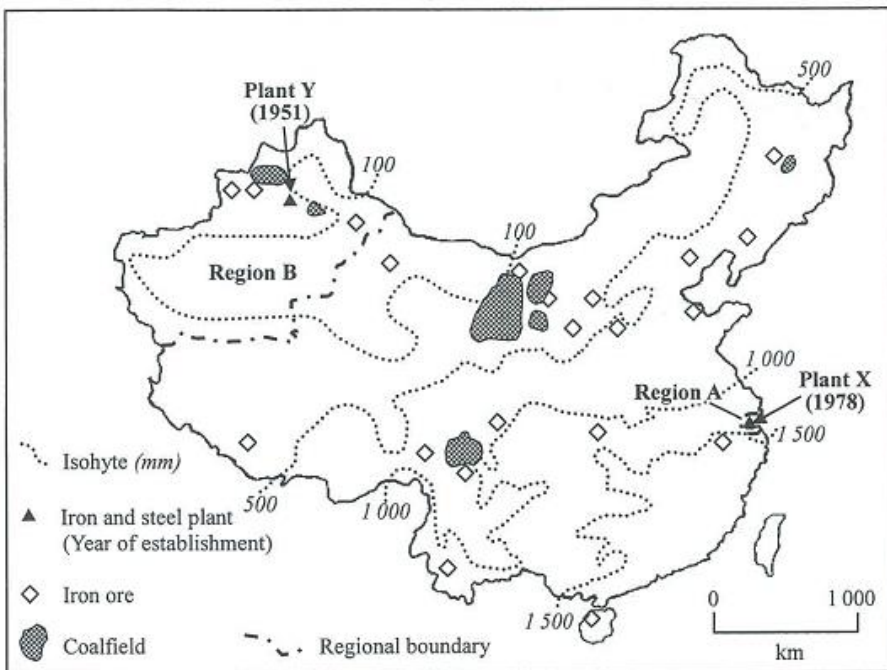 500
Plant Y
(1951)
100
100
Region B
1 000
Region A
Plant X
(1978)
1 500
Isohyte (mm)
500
1 000
Iron and steel plant
(Year of establishment)
Iron ore
1 500
0
1 000
km
Coalfield
Regional boundary